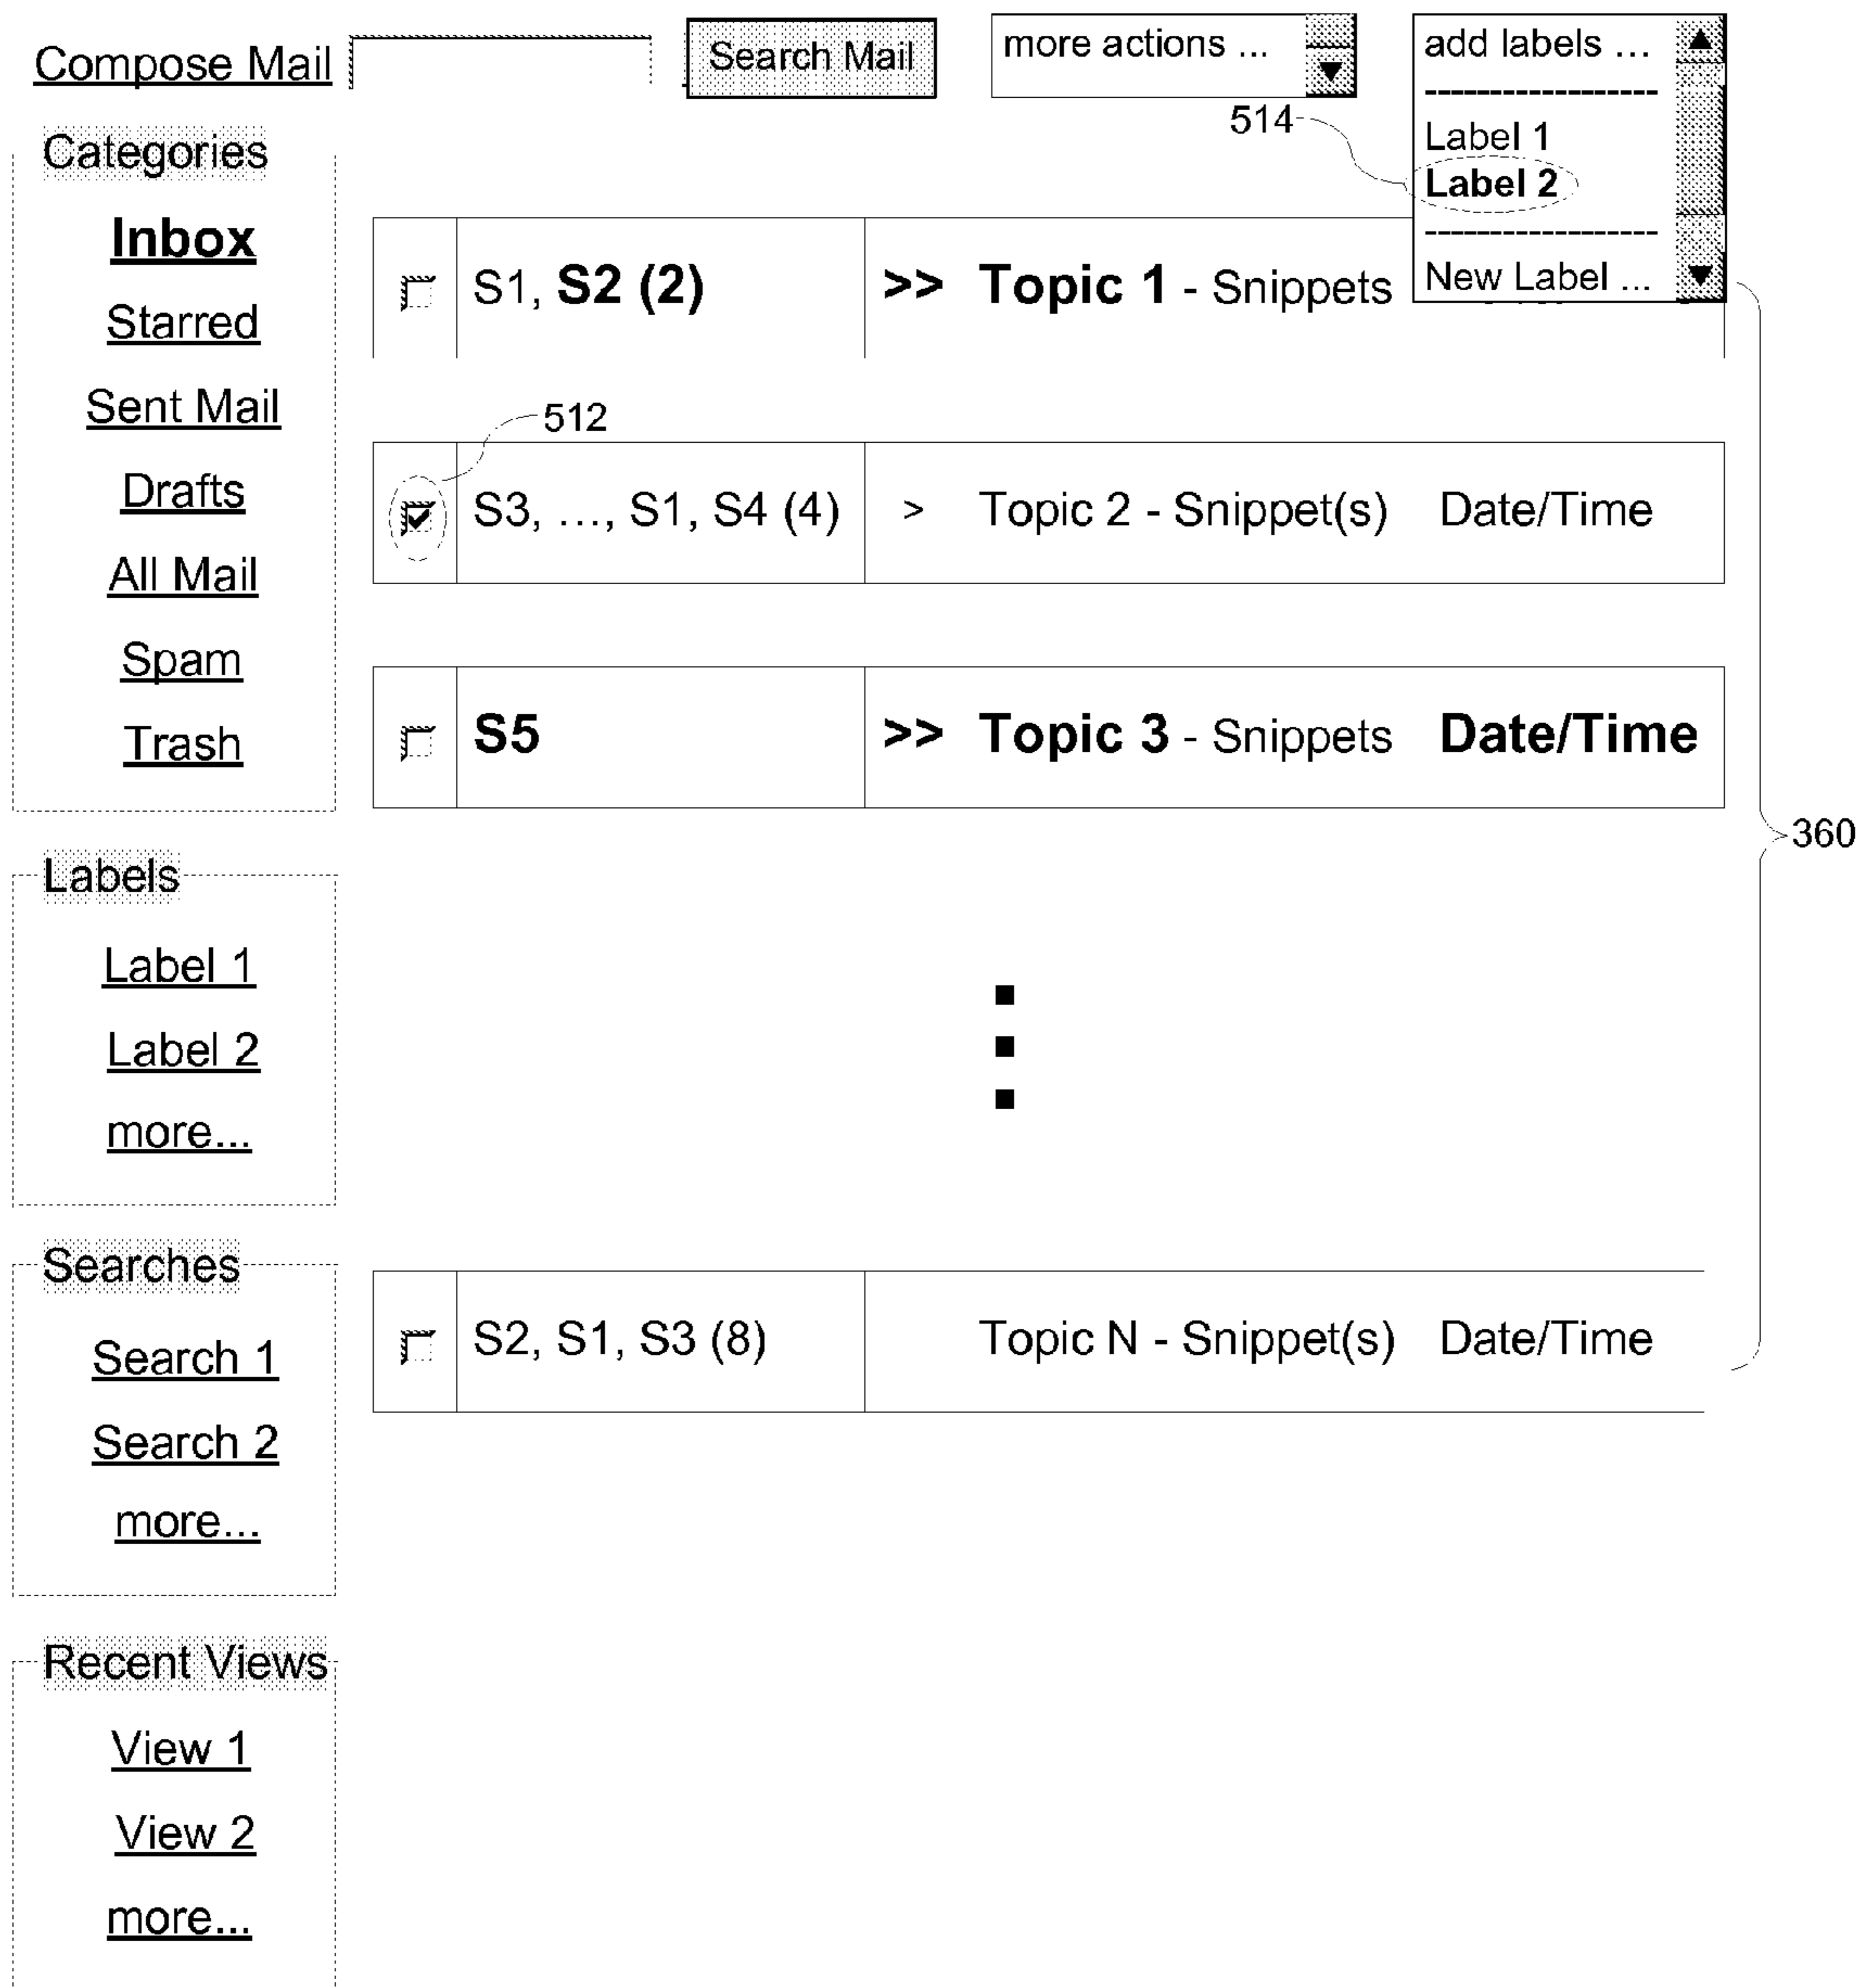 Compose Mail
Search Mail
more actions ...
add labels ...
Label 1
Label 2
New Label ...
514
Categories
Inbox
Starred
Sent Mail
Drafts
All Mail
Spam
Trash
S1, S2 (2) >> Topic 1 - Snippets
512
S3, ..., S1, S4 (4) > Topic 2 - Snippet(s) Date/Time
S5 >> Topic 3 - Snippets Date/Time
360
Labels
Label 1
Label 2
more...
Searches
Search 1
Search 2
more...
S2, S1, S3 (8) Topic N - Snippet(s) Date/Time
Recent Views
View 1
View 2
more...